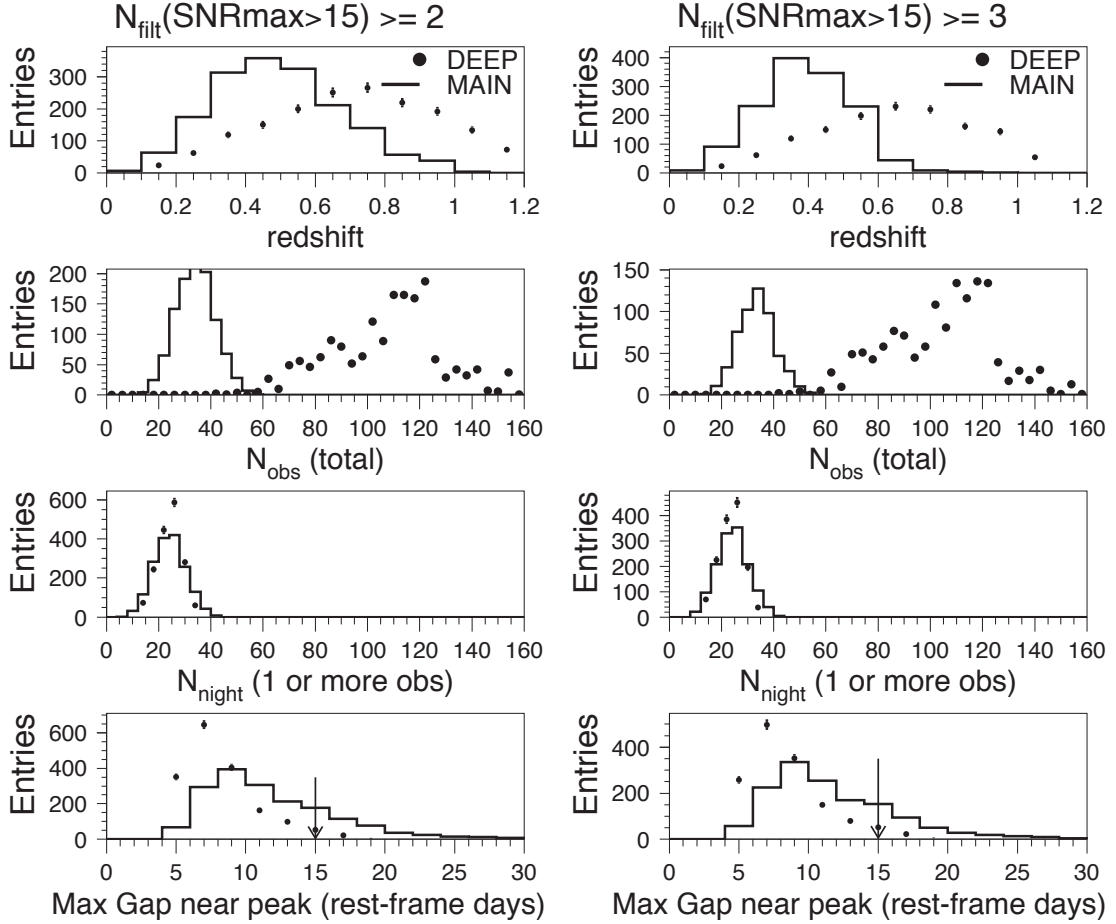 N_filt(SNRmax>15) >= 2
Entries
300
200
100
0
DEEP
MAIN
0 0.2 0.4 0.6 0.8 1 1.2
redshift
Entries
200
150
100
50
0
0 20 40 60 80 100 120 140 160
N_obs (total)
Entries
600
400
200
0
0 20 40 60 80 100 120 140 160
N_night (1 or more obs)
Entries
600
400
200
0
0 5 10 15 20 25 30
Max Gap near peak (rest-frame days)
N_filt(SNRmax>15) >= 3
Entries
400
300
200
100
0
DEEP
MAIN
0 0.2 0.4 0.6 0.8 1 1.2
redshift
Entries
150
100
50
0
0 20 40 60 80 100 120 140 160
N_obs (total)
Entries
400
300
200
100
0
0 20 40 60 80 100 120 140 160
N_night (1 or more obs)
Entries
400
200
0
0 5 10 15 20 25 30
Max Gap near peak (rest-frame days)